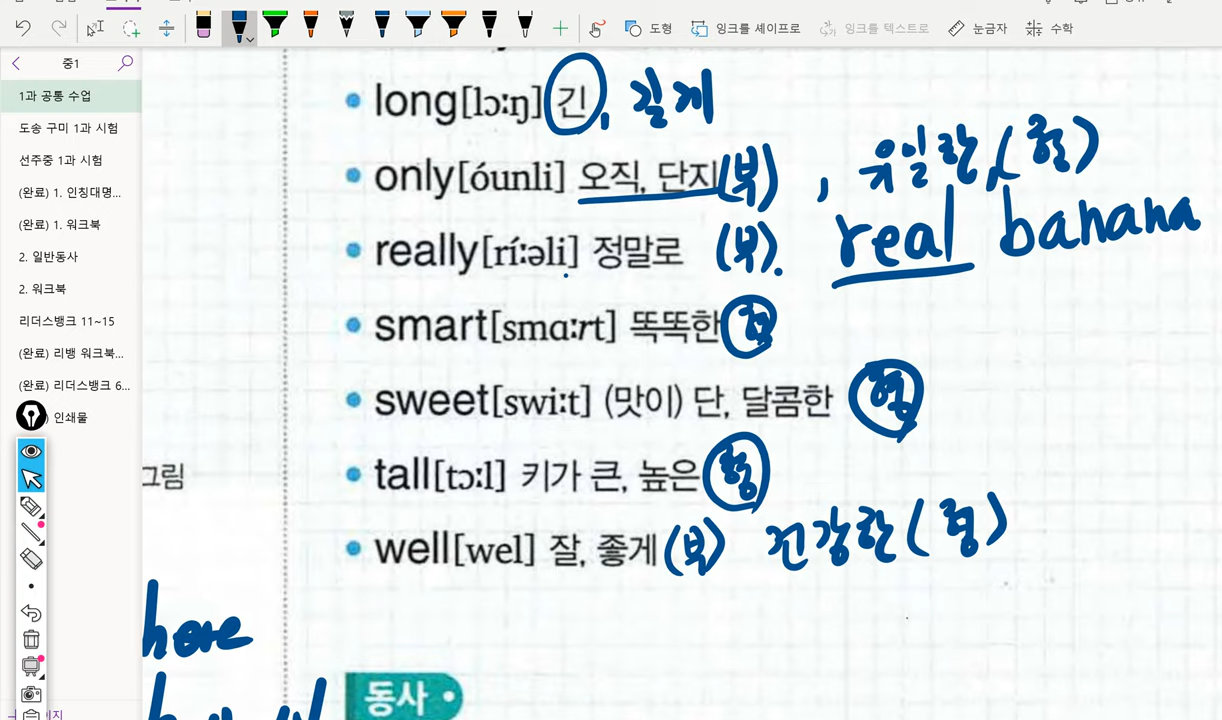 도형
잉크를 셰이프로
잉크를 텍스트로
눈금자
수학
중1
1과 공통 수업
도송 구미 1과 시험
선주중 1과 시험
(완료) 1. 인칭대명...
(완료) 1. 워크북
2. 일반동사
2. 워크북
리더스뱅크 11~15
(완료) 리뱅 워크북...
(완료) 리더스뱅크 6...
인쇄물
long[lɔːŋ] 긴, 길게
only[óunli] 오직, 단지(부) , 유일한,(형)
really[ríːəli] 정말로 (부). real banana
smart[smɑːrt] 똑똑한 형
sweet[swiːt] (맛이) 단, 달콤한 형
그림
tall[tɔːl] 키가 큰, 높은 형
well[wel] 잘, 좋게(부) 건강한(형)
동사